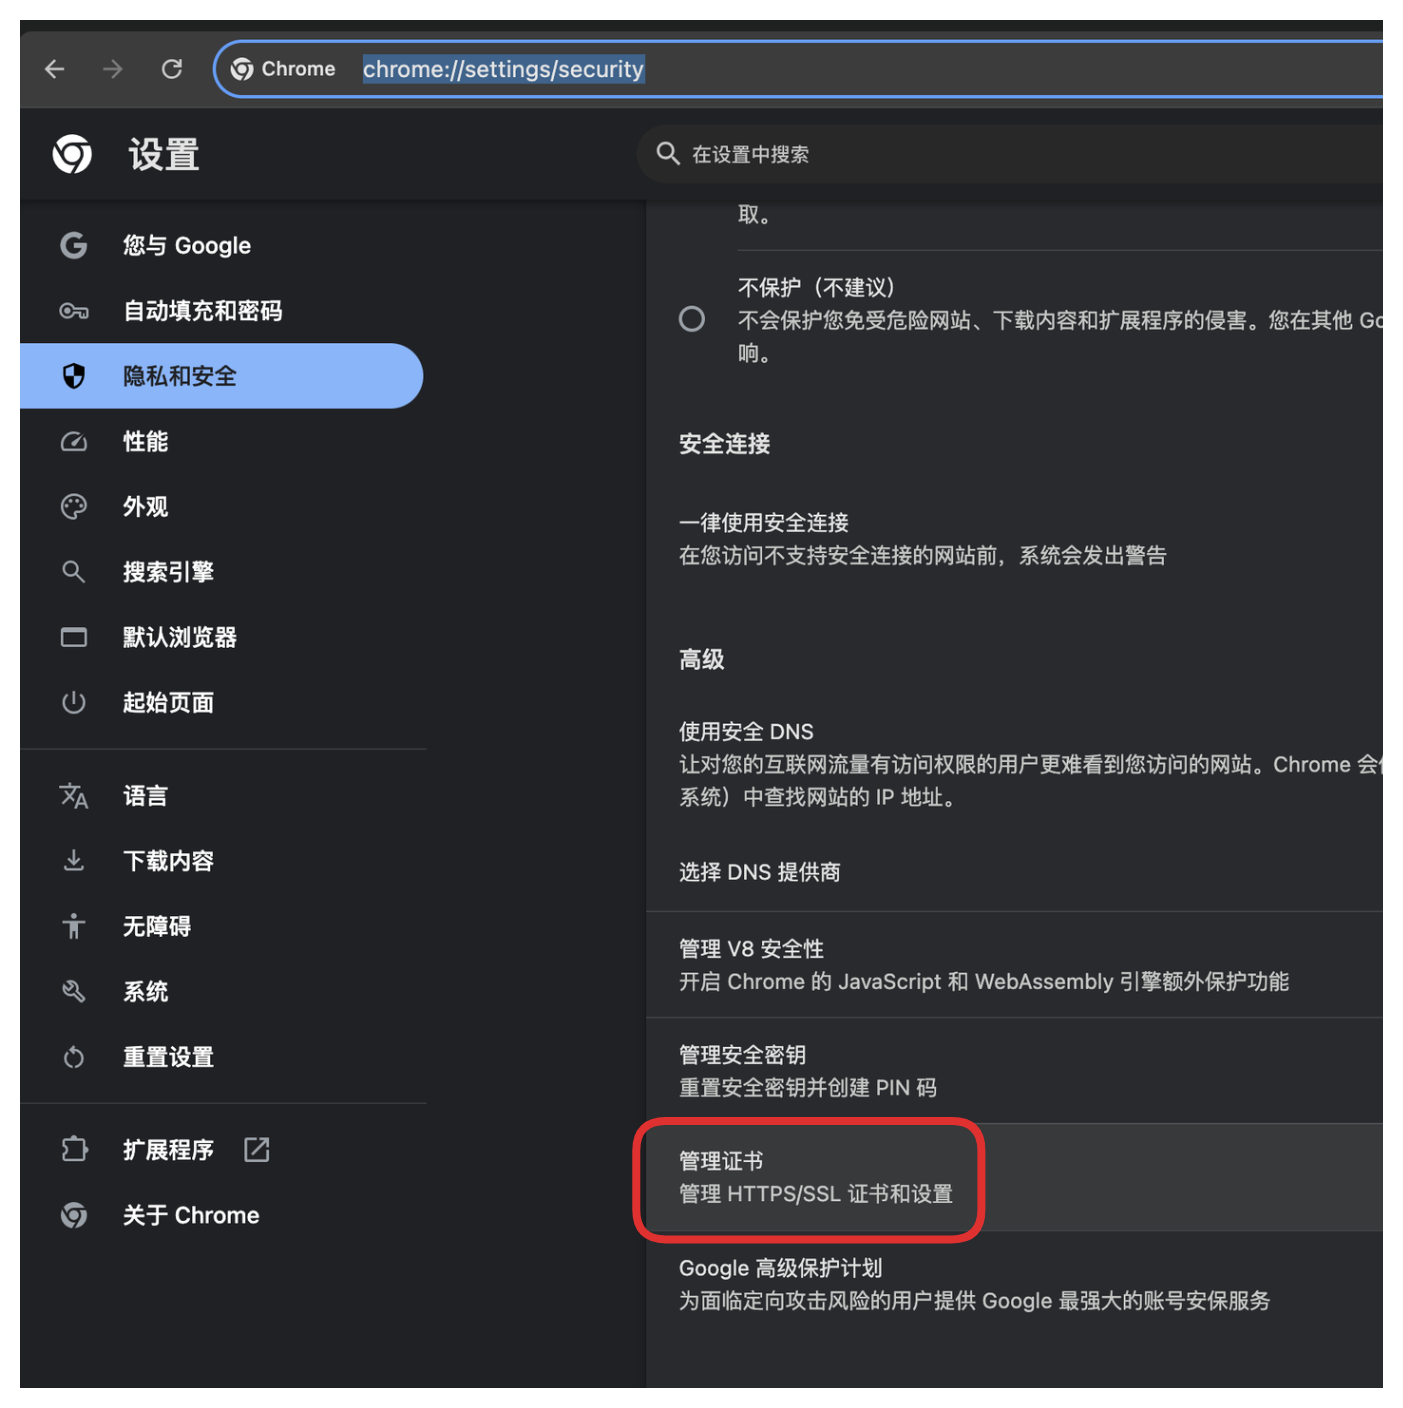 Chrome chrome://settings/security
设置
在设置中搜索
您与 Google
自动填充和密码
隐私和安全
性能
外观
搜索引擎
默认浏览器
起始页面
语言
下载内容
无障碍
系统
重置设置
扩展程序
关于 Chrome
取。
不保护（不建议）
不会保护您免受危险网站、下载内容和扩展程序的侵害。您在其他 Go
响。
安全连接
一律使用安全连接
在您访问不支持安全连接的网站前，系统会发出警告
高级
使用安全 DNS
让对您的互联网流量有访问权限的用户更难看到您访问的网站。Chrome 会
系统）中查找网站的 IP 地址。
选择 DNS 提供商
管理 V8 安全性
开启 Chrome 的 JavaScript 和 WebAssembly 引擎额外保护功能
管理安全密钥
重置安全密钥并创建 PIN 码
管理证书
管理 HTTPS/SSL 证书和设置
Google 高级保护计划
为面临定向攻击风险的用户提供 Google 最强大的账号安保服务